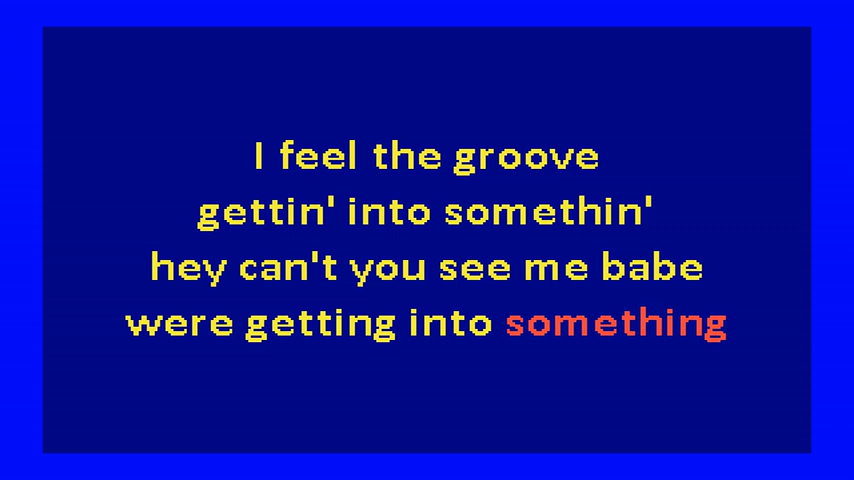 I feel the groove
gettin' into somethin'
hey can't you see me babe
were getting into something